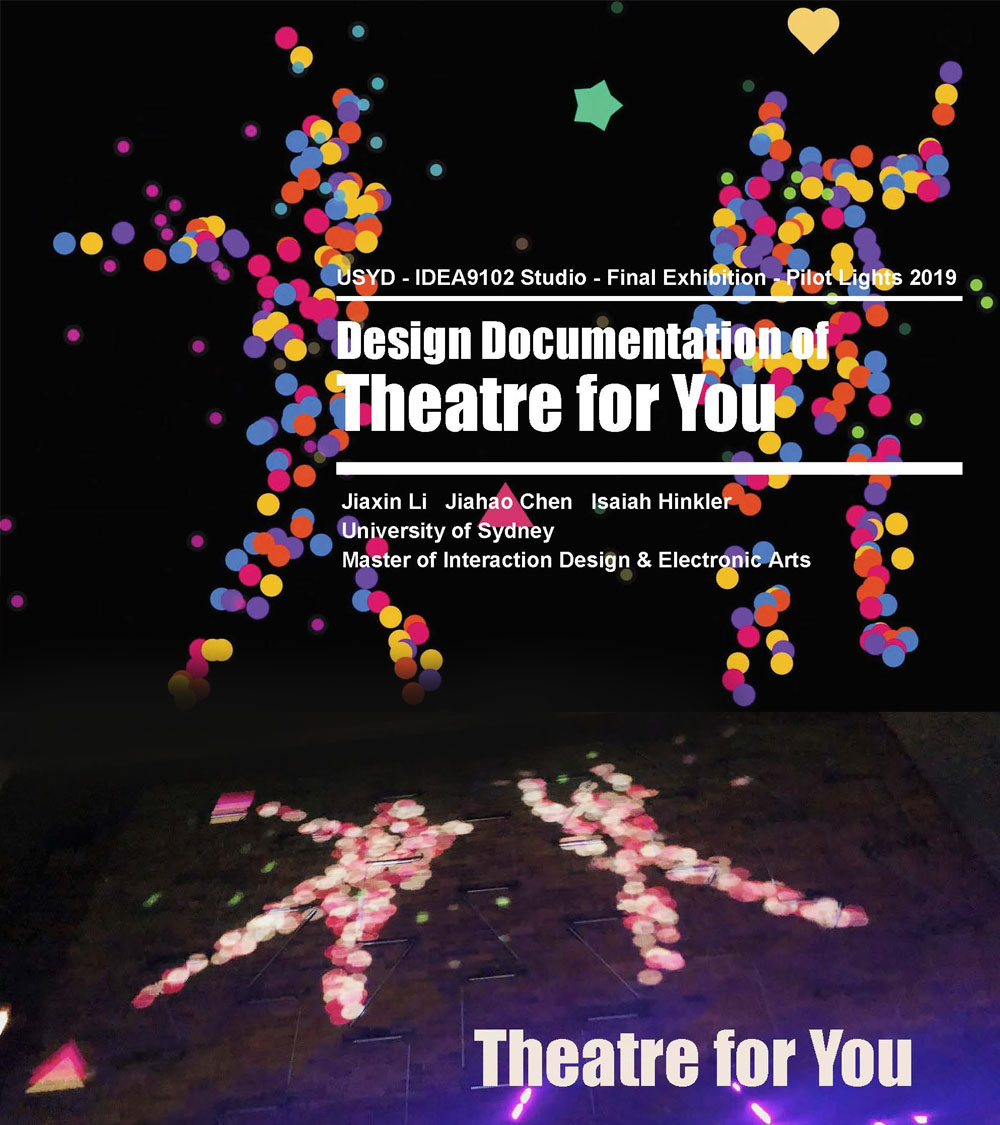 USYD - IDEA9102 Studio - Final Exhibition - Pilot Lights 2019
Design Documentation of
Theatre for You
Jiaxin Li   Jiahao Chen   Isaiah Hinkler
University of Sydney
Master of Interaction Design & Electronic Arts
Theatre for You